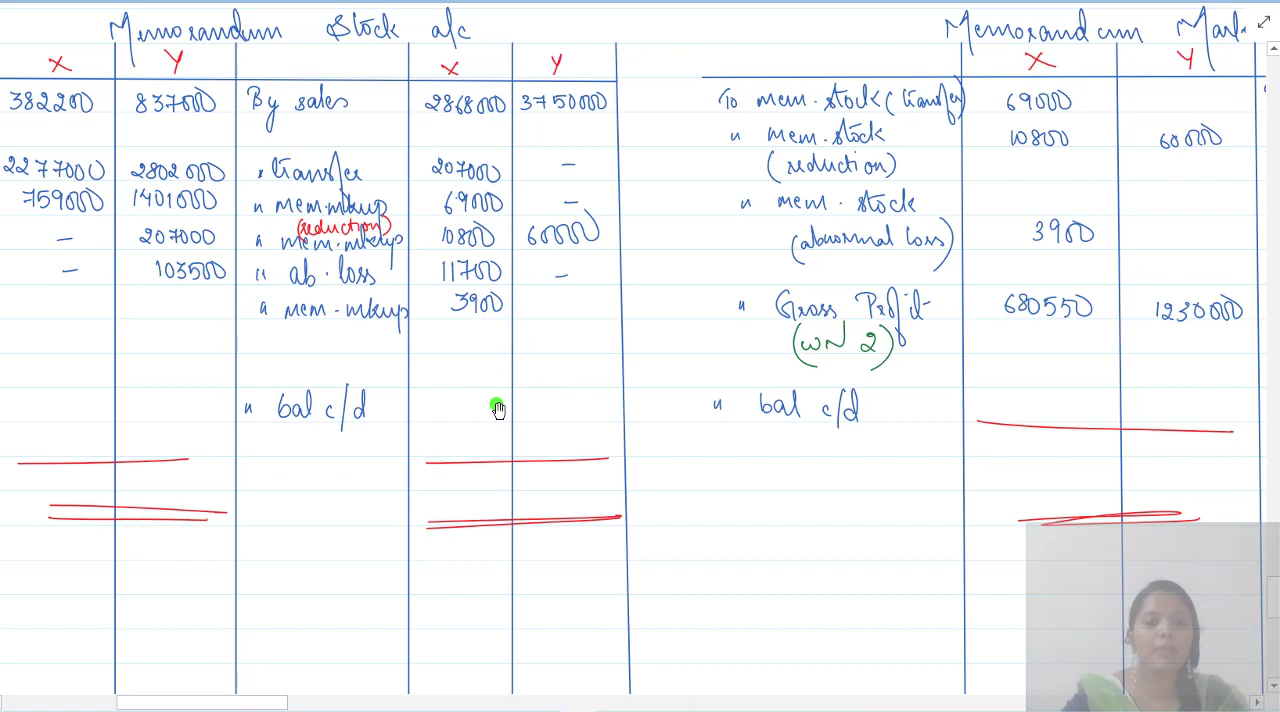 Memorandum Stock a/c
X Y X Y
382200 837000 By sales 2868000 3750000
2277000 2802000 " transfer 207000 –
759000 1401000 " mem.mkup 69000 –
(reduction)
– 207000 " mem.mkup 10800 60000
– 103500 " ab. loss 11700 –
" mem.mkup 3900
" bal c/d
Memorandum Mark
X Y
To mem.stock (transfer) 69000
" mem.stock 10800 60000
(reduction)
" mem. stock
(abnormal loss) 3900
" Gross Profit 680550 1230000
(WN 2)
" bal c/d